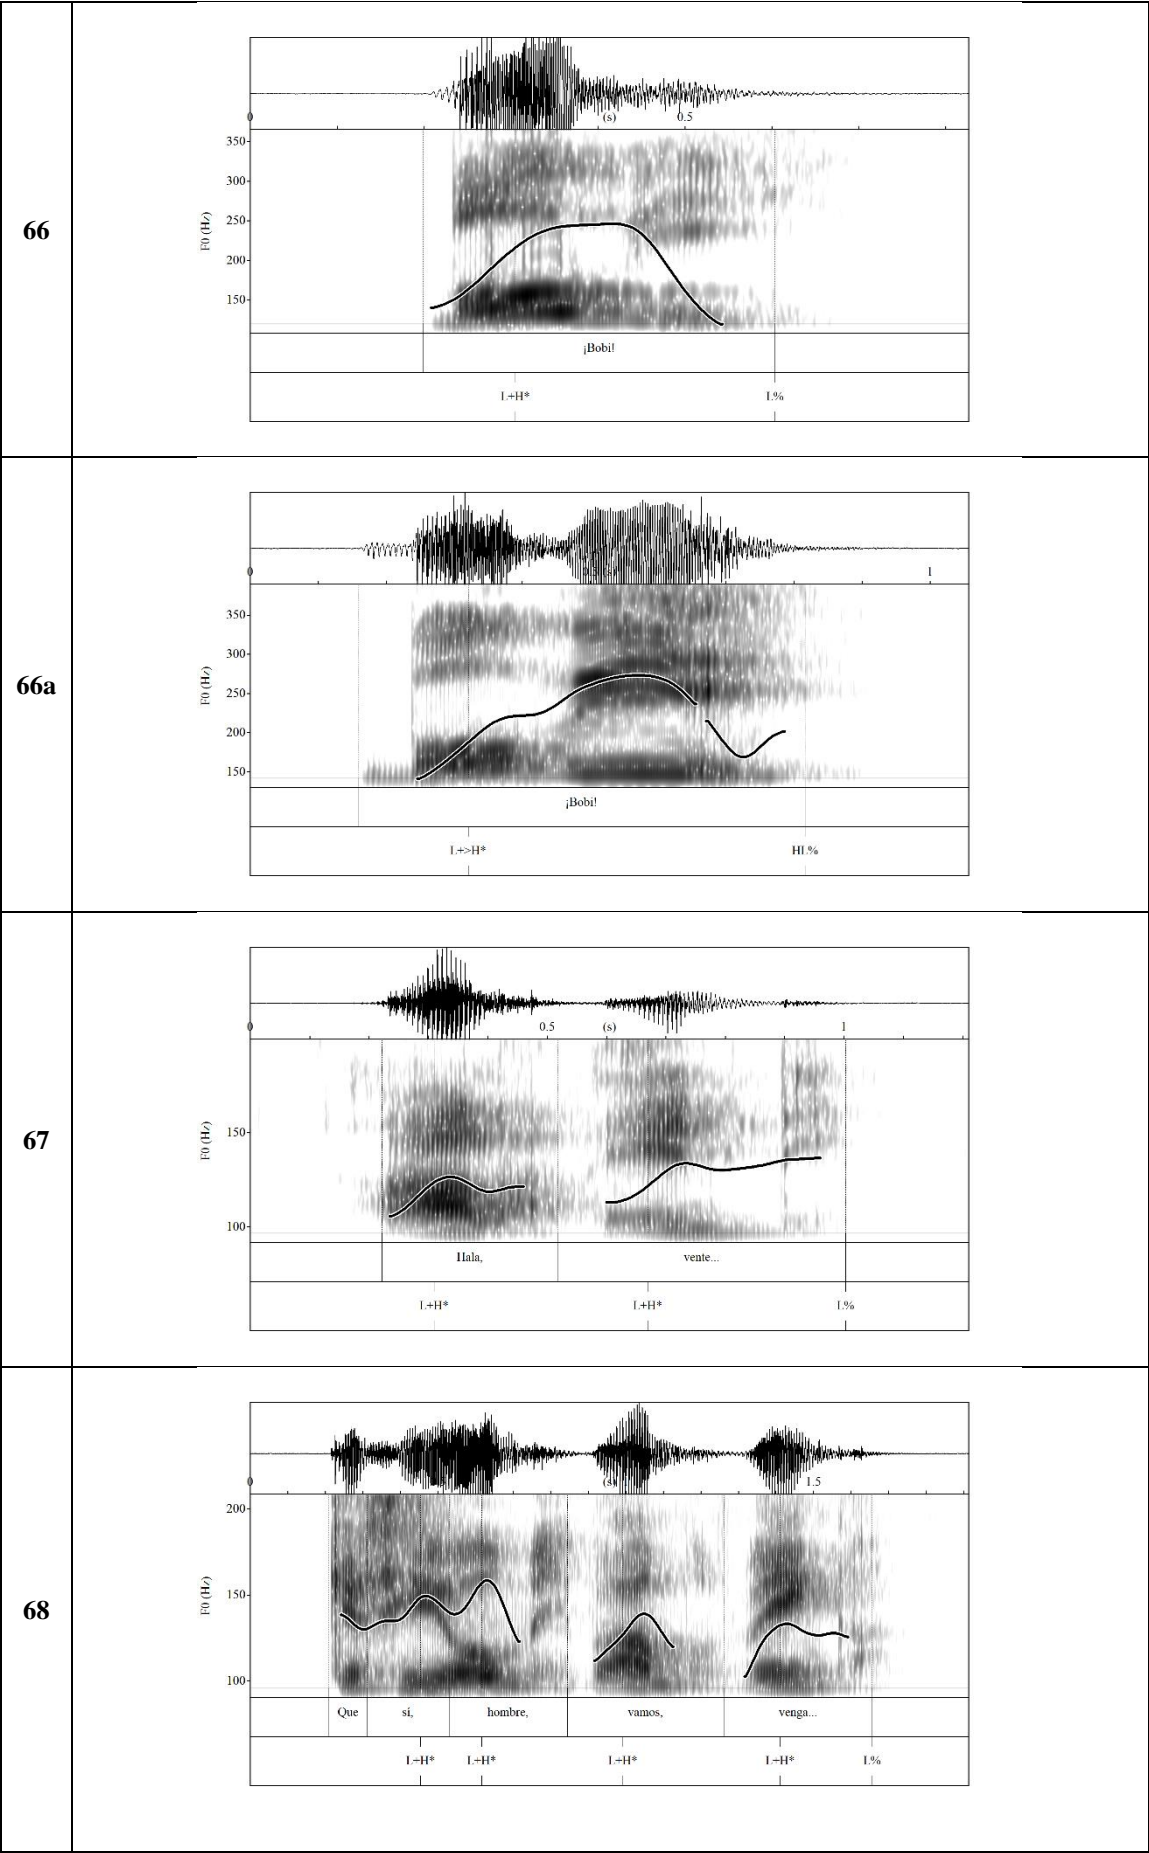 66
0 (s) 0.5
350
300
250
200
150
F0 (Hz)
¡Bobi!
L+H* L%
66a
0 0.5 (s) 1
350
300
250
200
150
F0 (Hz)
¡Bobi!
L+>H* HL%
67
0 0.5 (s) 1
150
100
F0 (Hz)
Hala, vente...
L+H* L+H* L%
68
0 (s) 1.5
200
150
100
F0 (Hz)
Que sí, hombre, vamos, venga...
L+H* L+H* L+H* L+H* L%